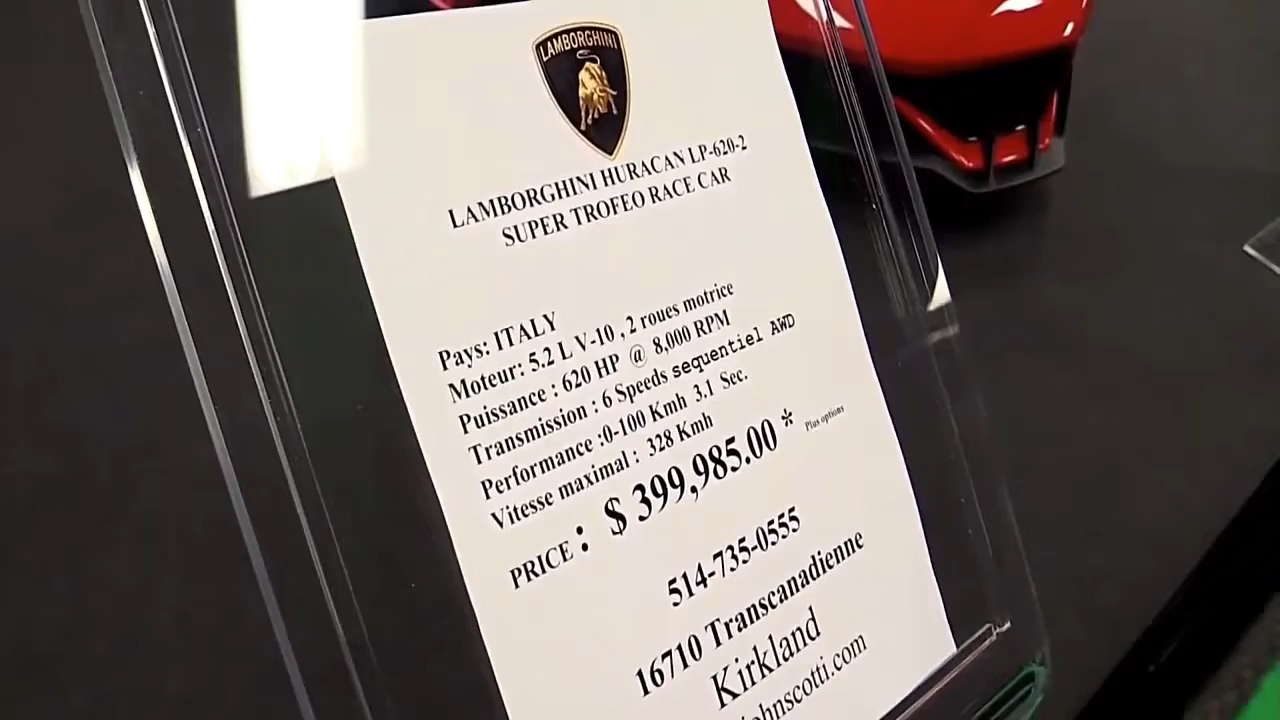 LAMBORGHINI
LAMBORGHINI HURACAN LP-620-2
SUPER TROFEO RACE CAR
Pays: ITALY
Moteur: 5.2 L V-10 , 2 roues motrice
Puissance : 620 HP @ 8,000 RPM
Transmission : 6 Speeds sequentiel AWD
Performance :0-100 Kmh 3.1 Sec.
Vitesse maximal : 328 Kmh
PRICE : $ 399,985.00 * Plus options
514-735-0555
16710 Transcanadienne
Kirkland
johnscotti.com